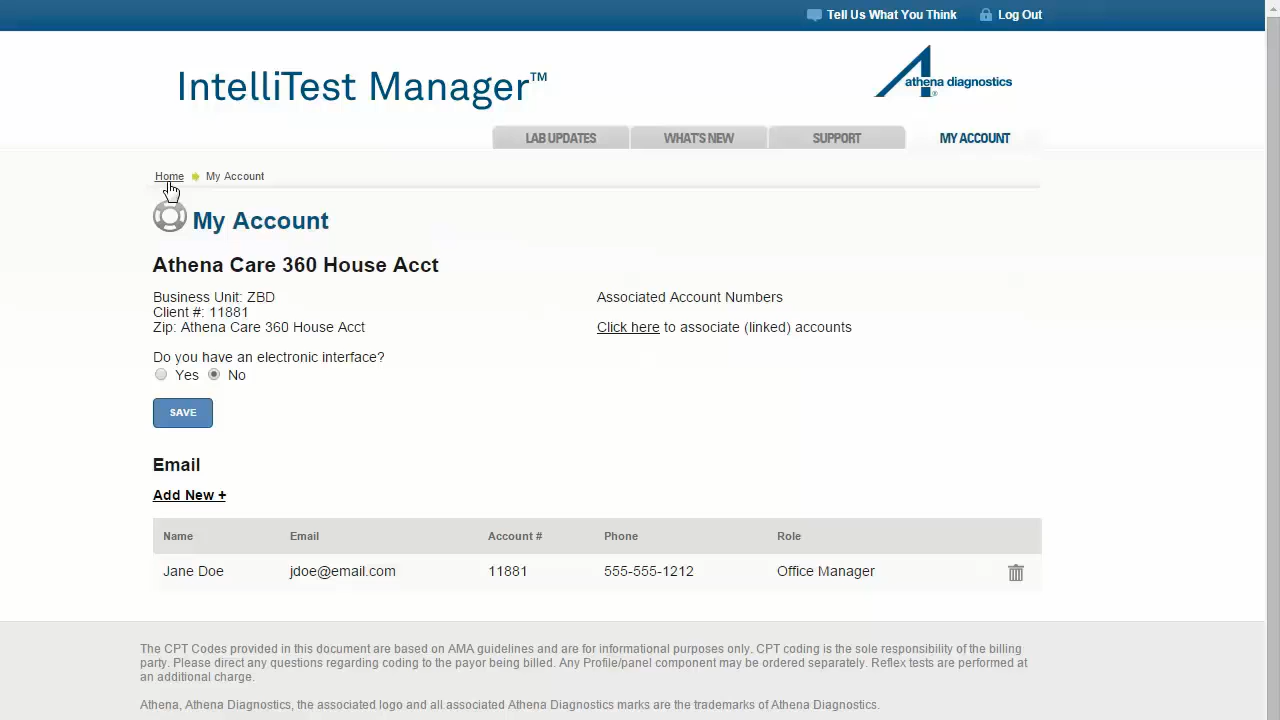 Tell Us What You Think Log Out
IntelliTest Manager™
athena diagnostics®
LAB UPDATES WHAT'S NEW SUPPORT MY ACCOUNT
Home My Account
My Account
Athena Care 360 House Acct
Business Unit: ZBD
Client #: 11881
Zip: Athena Care 360 House Acct
Associated Account Numbers
Click here to associate (linked) accounts
Do you have an electronic interface?
Yes No
SAVE
Email
Add New +
Name Email Account # Phone Role
Jane Doe jdoe@email.com 11881 555-555-1212 Office Manager
The CPT Codes provided in this document are based on AMA guidelines and are for informational purposes only. CPT coding is the sole responsibility of the billing
party. Please direct any questions regarding coding to the payor being billed. Any Profile/panel component may be ordered separately. Reflex tests are performed at
an additional charge.
Athena, Athena Diagnostics, the associated logo and all associated Athena Diagnostics marks are the trademarks of Athena Diagnostics.